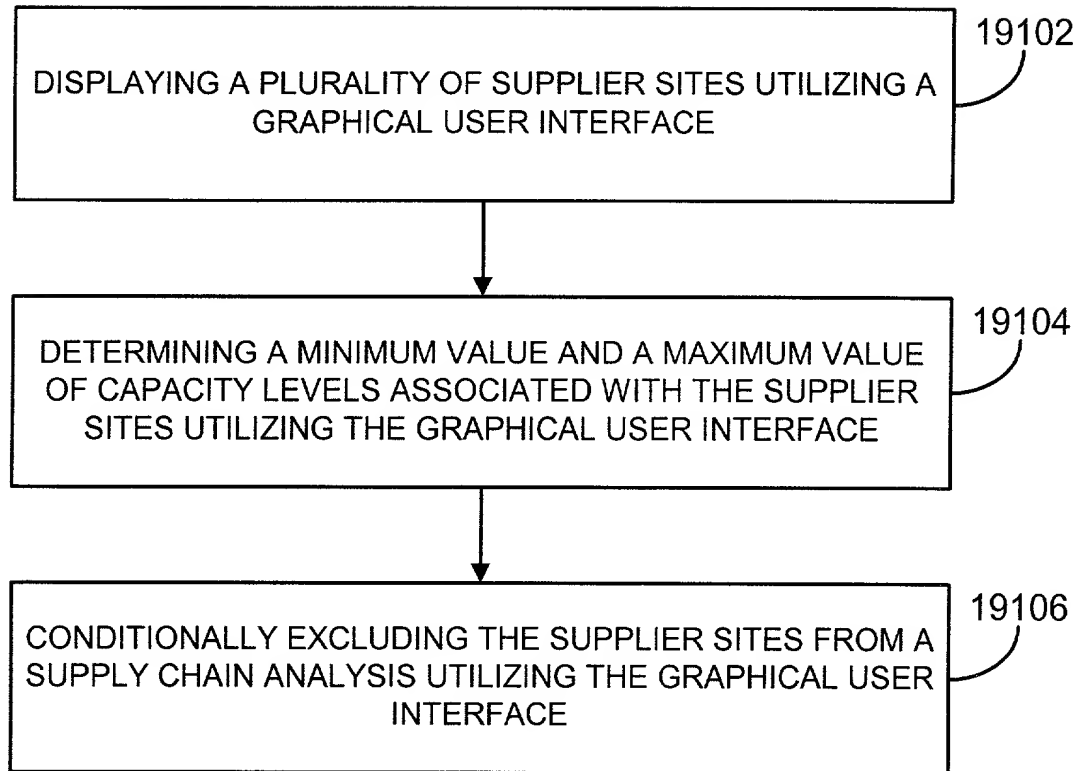 19102
DISPLAYING A PLURALITY OF SUPPLIER SITES UTILIZING A
GRAPHICAL USER INTERFACE
19104
DETERMINING A MINIMUM VALUE AND A MAXIMUM VALUE
OF CAPACITY LEVELS ASSOCIATED WITH THE SUPPLIER
SITES UTILIZING THE GRAPHICAL USER INTERFACE
19106
CONDITIONALLY EXCLUDING THE SUPPLIER SITES FROM A
SUPPLY CHAIN ANALYSIS UTILIZING THE GRAPHICAL USER
INTERFACE